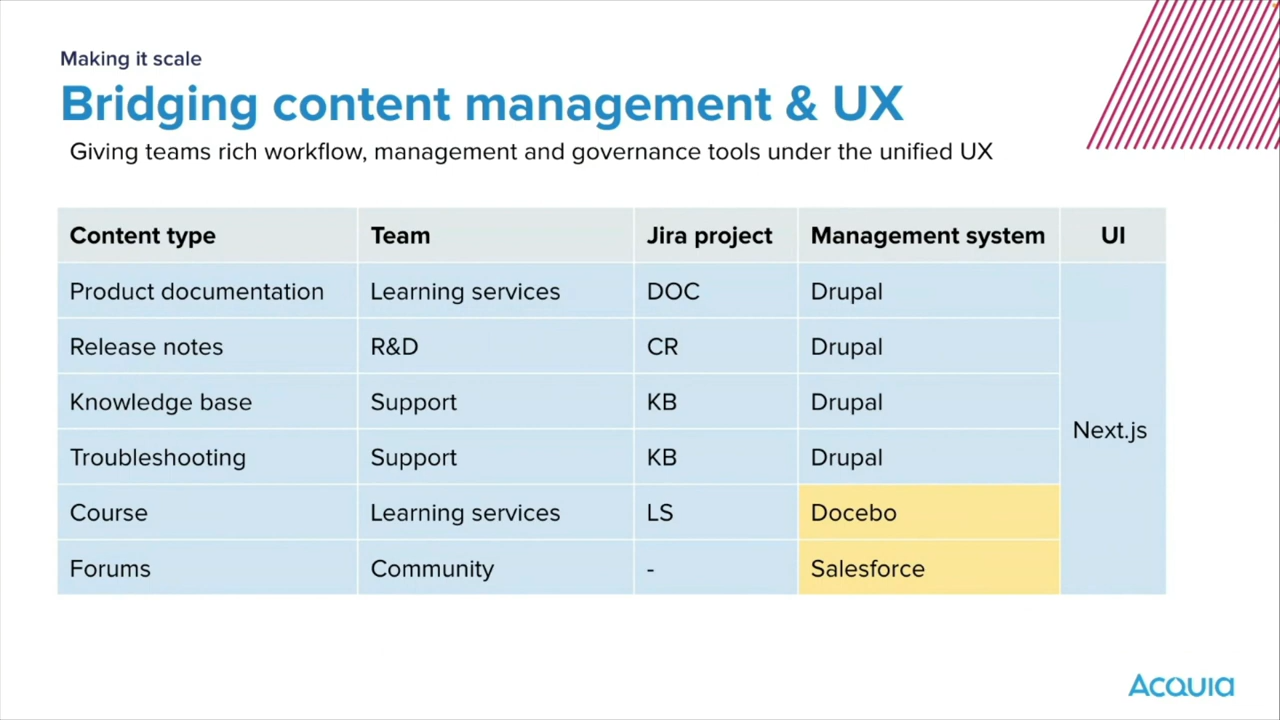 Making it scale
Bridging content management & UX
Giving teams rich workflow, management and governance tools under the unified UX
Content type Team Jira project Management system UI
Product documentation Learning services DOC Drupal
Release notes R&D CR Drupal
Knowledge base Support KB Drupal
Next.js
Troubleshooting Support KB Drupal
Course Learning services LS Docebo
Forums Community - Salesforce
Acquia